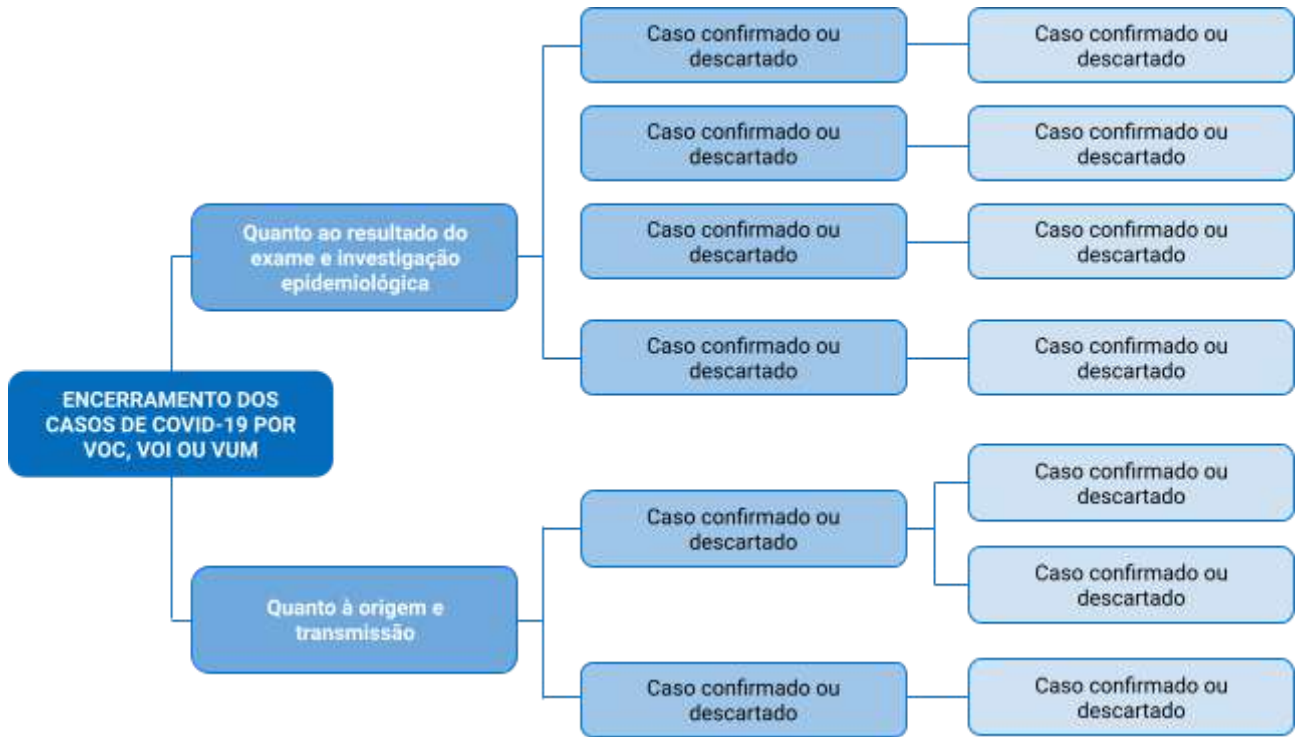 Caso confirmado ou
descartado
Caso confirmado ou
descartado
Caso confirmado ou
descartado
Caso confirmado ou
descartado
Quanto ao resultado do
exame e investigação
epidemiológica
Caso confirmado ou
descartado
Caso confirmado ou
descartado
Caso confirmado ou
descartado
Caso confirmado ou
descartado
ENCERRAMENTO DOS
CASOS DE COVID-19 POR
VOC, VOI OU VUM
Caso confirmado ou
descartado
Caso confirmado ou
descartado
Caso confirmado ou
descartado
Quanto à origem e
transmissão
Caso confirmado ou
descartado
Caso confirmado ou
descartado